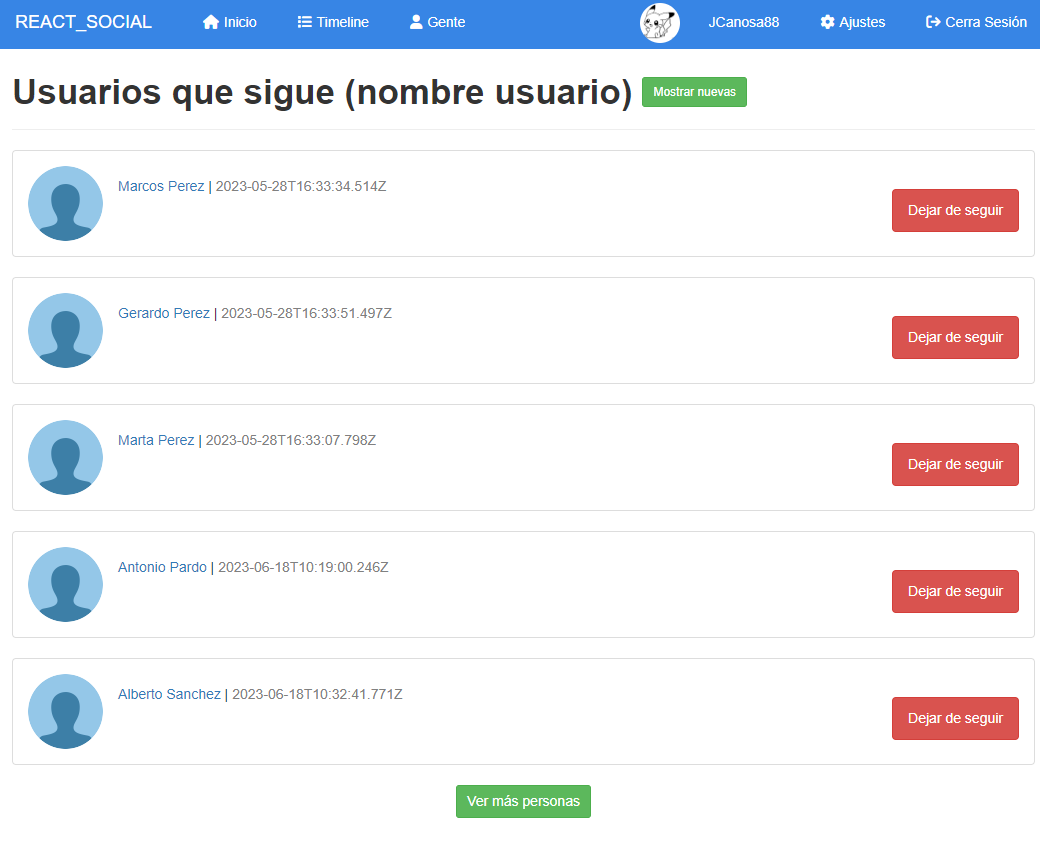 REACT_SOCIAL Inicio Timeline Gente JCanosa88 Ajustes Cerra Sesión
Usuarios que sigue (nombre usuario) Mostrar nuevas
Marcos Perez | 2023-05-28T16:33:34.514Z
Dejar de seguir
Gerardo Perez | 2023-05-28T16:33:51.497Z
Dejar de seguir
Marta Perez | 2023-05-28T16:33:07.798Z
Dejar de seguir
Antonio Pardo | 2023-06-18T10:19:00.246Z
Dejar de seguir
Alberto Sanchez | 2023-06-18T10:32:41.771Z
Dejar de seguir
Ver más personas